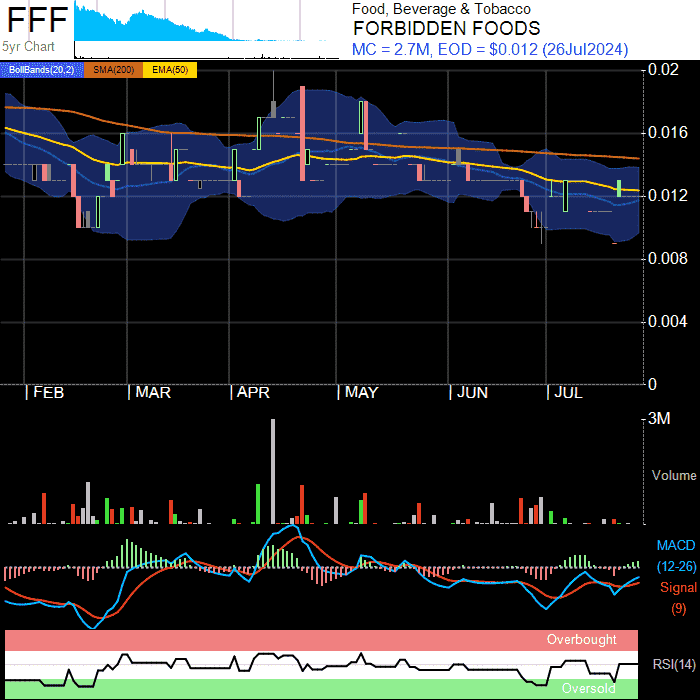 FFF
5yr Chart
Food, Beverage & Tobacco
FORBIDDEN FOODS
MC = 2.7M, EOD = $0.012 (26Jul2024)
BollBands(20,2) SMA(200) EMA(50)
0.02
0.016
0.012
0.008
0.004
0
FEB MAR APR MAY JUN JUL
3M
Volume
MACD
(12-26)
Signal
(9)
Overbought
RSI(14)
Oversold